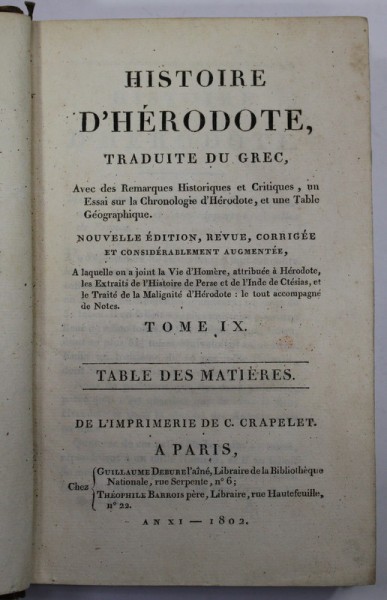 HISTOIRE
D'HÉRODOTE,
TRADUITE DU GREC,
Avec des Remarques Historiques et Critiques, un
Essai sur la Chronologie d'Hérodote, et une Table
Géographique.
NOUVELLE ÉDITION, REVUE, CORRIGÉE
ET CONSIDÉRABLEMENT AUGMENTÉE,
A laquelle on a joint la Vie d'Homère, attribuée à Hérodote,
les Extraits de l'Histoire de Perse et de l'Inde de Ctésias, et
le Traité de la Malignité d'Hérodote : le tout accompagné
de Notes.
TOME IX.
TABLE DES MATIÈRES.
DE L'IMPRIMERIE DE C. CRAPELET.
A PARIS,
Chez
GUILLAUME DEBURE l'aîné, Libraire de la Bibliothèque
Nationale, rue Serpente, n° 6;
THÉOPHILE BARROIS père, Libraire, rue Hautefeuille,
n° 22.
AN XI — 1802.